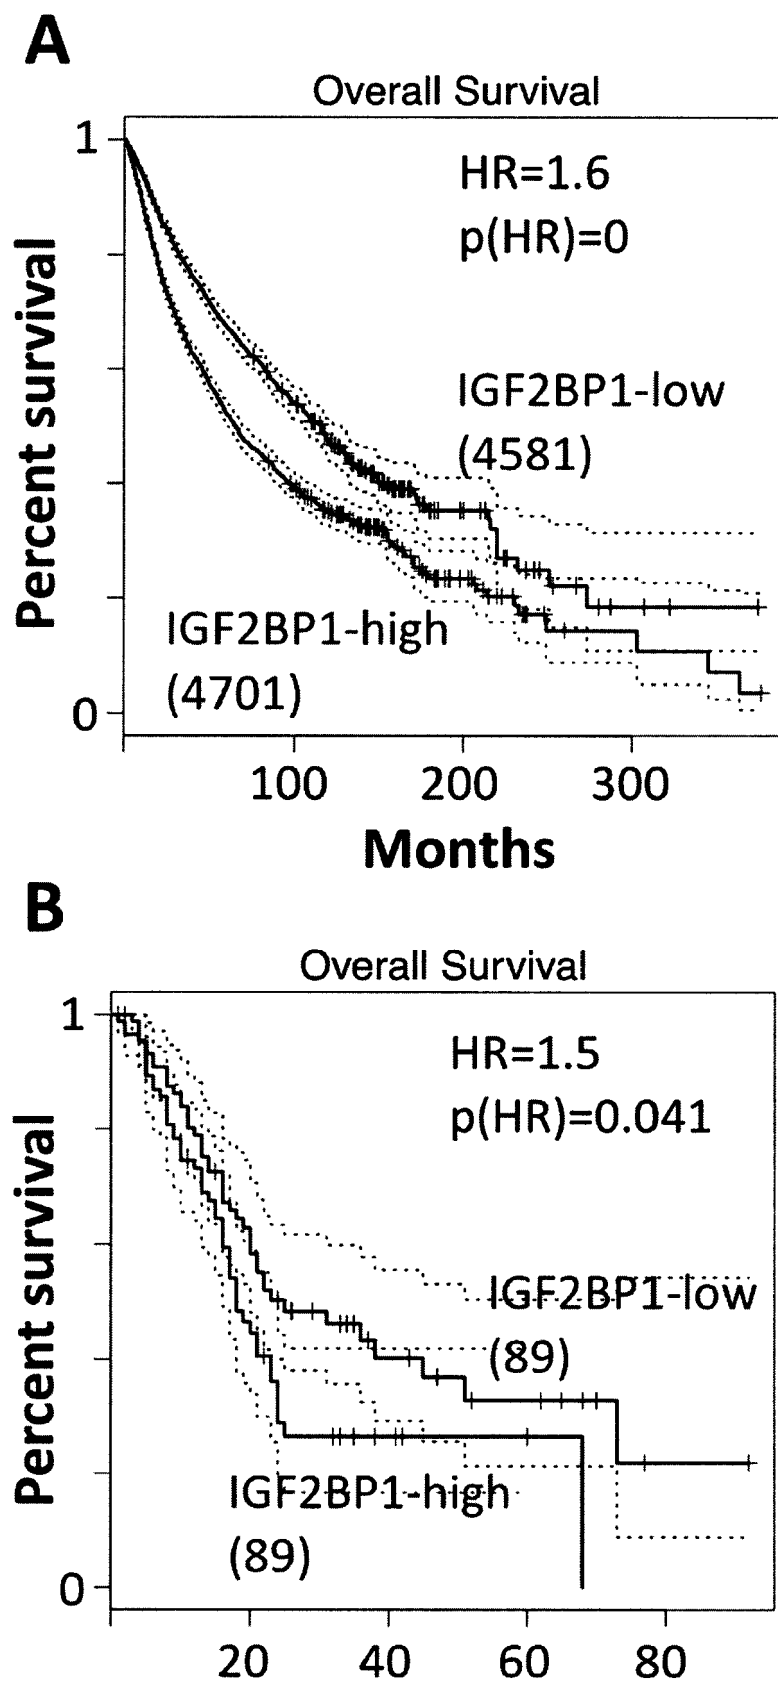 A
Overall Survival
1
HR=1.6
p(HR)=0
Percent survival
IGF2BP1-low
(4581)
IGF2BP1-high
(4701)
0
100 200 300
Months
B
Overall Survival
1
HR=1.5
p(HR)=0.041
Percent survival
IGF2BP1-low
(89)
IGF2BP1-high
(89)
0
20 40 60 80